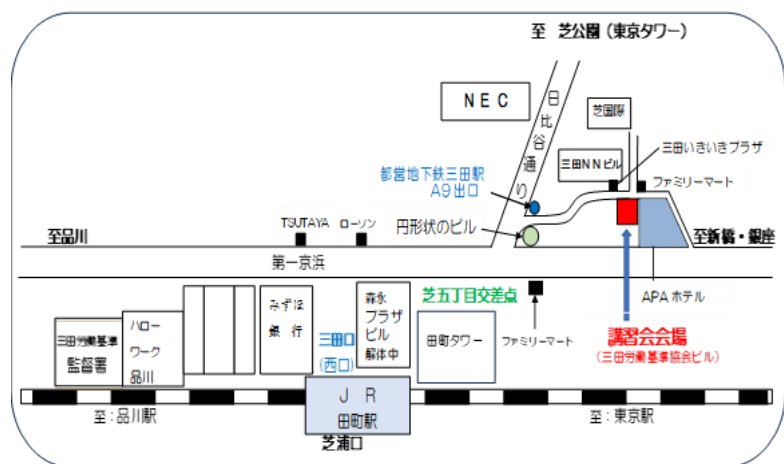 至 芝公園（東京タワー）
ＮＥＣ
日比谷通り
芝国際
三田いきいきプラザ
三田ＮＮビル
ファミリーマート
都営地下鉄三田駅
Ａ９出口
TSUTAYA
ローソン
円形状のビル
至品川
至新橋・銀座
第一京浜
APAホテル
芝五丁目交差点
ファミリーマート
講習会会場
（三田労働基準協会ビル）
三田労働基準
監督署
ハロー
ワーク
品川
みずほ
銀行
三田口
（西口）
森永
プラザ
ビル
解体中
田町タワー
ＪＲ
田町駅
至：品川駅
至：東京駅
芝浦口